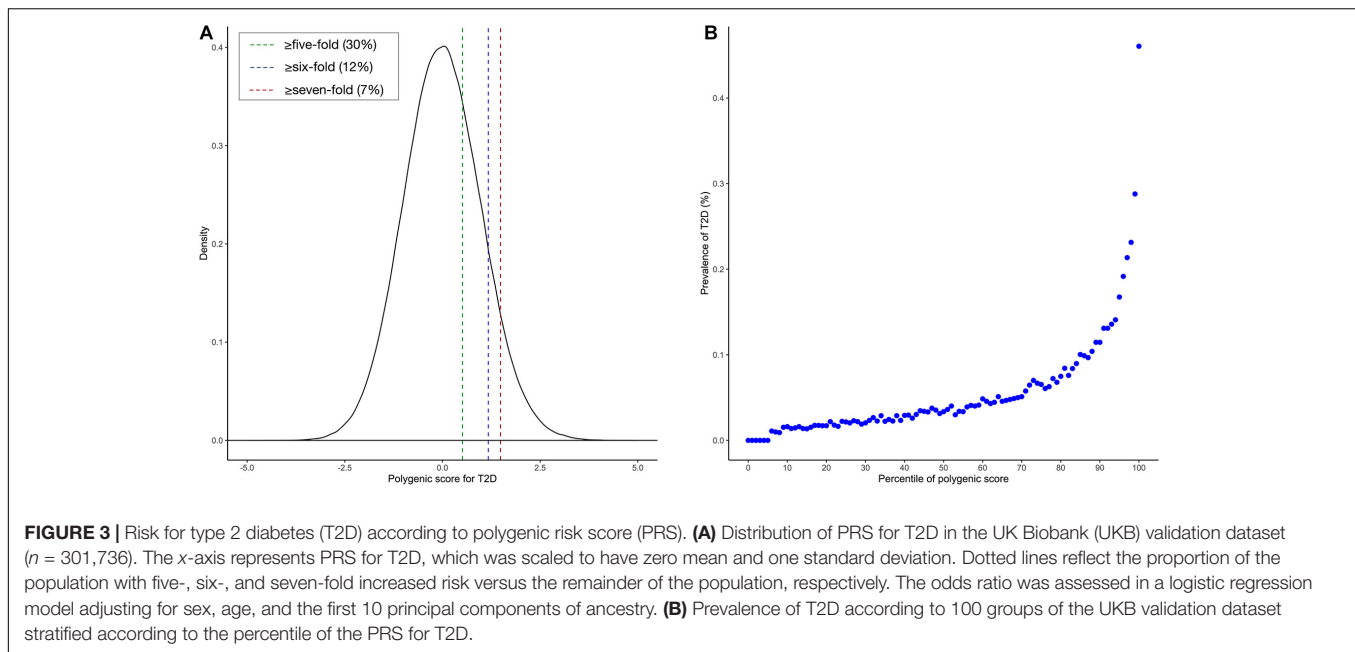 A
≥five-fold (30%)
≥six-fold (12%)
≥seven-fold (7%)
0.4
0.3
0.2
0.1
0.0
Density
-5.0 -2.5 0.0 2.5 5.0
Polygenic score for T2D
B
0.4
0.3
0.2
0.1
0.0
Prevalence of T2D (%)
0 10 20 30 40 50 60 70 80 90 100
Percentile of polygenic score
FIGURE 3 | Risk for type 2 diabetes (T2D) according to polygenic risk score (PRS). (A) Distribution of PRS for T2D in the UK Biobank (UKB) validation dataset
(n = 301,736). The x-axis represents PRS for T2D, which was scaled to have zero mean and one standard deviation. Dotted lines reflect the proportion of the
population with five-, six-, and seven-fold increased risk versus the remainder of the population, respectively. The odds ratio was assessed in a logistic regression
model adjusting for sex, age, and the first 10 principal components of ancestry. (B) Prevalence of T2D according to 100 groups of the UKB validation dataset
stratified according to the percentile of the PRS for T2D.